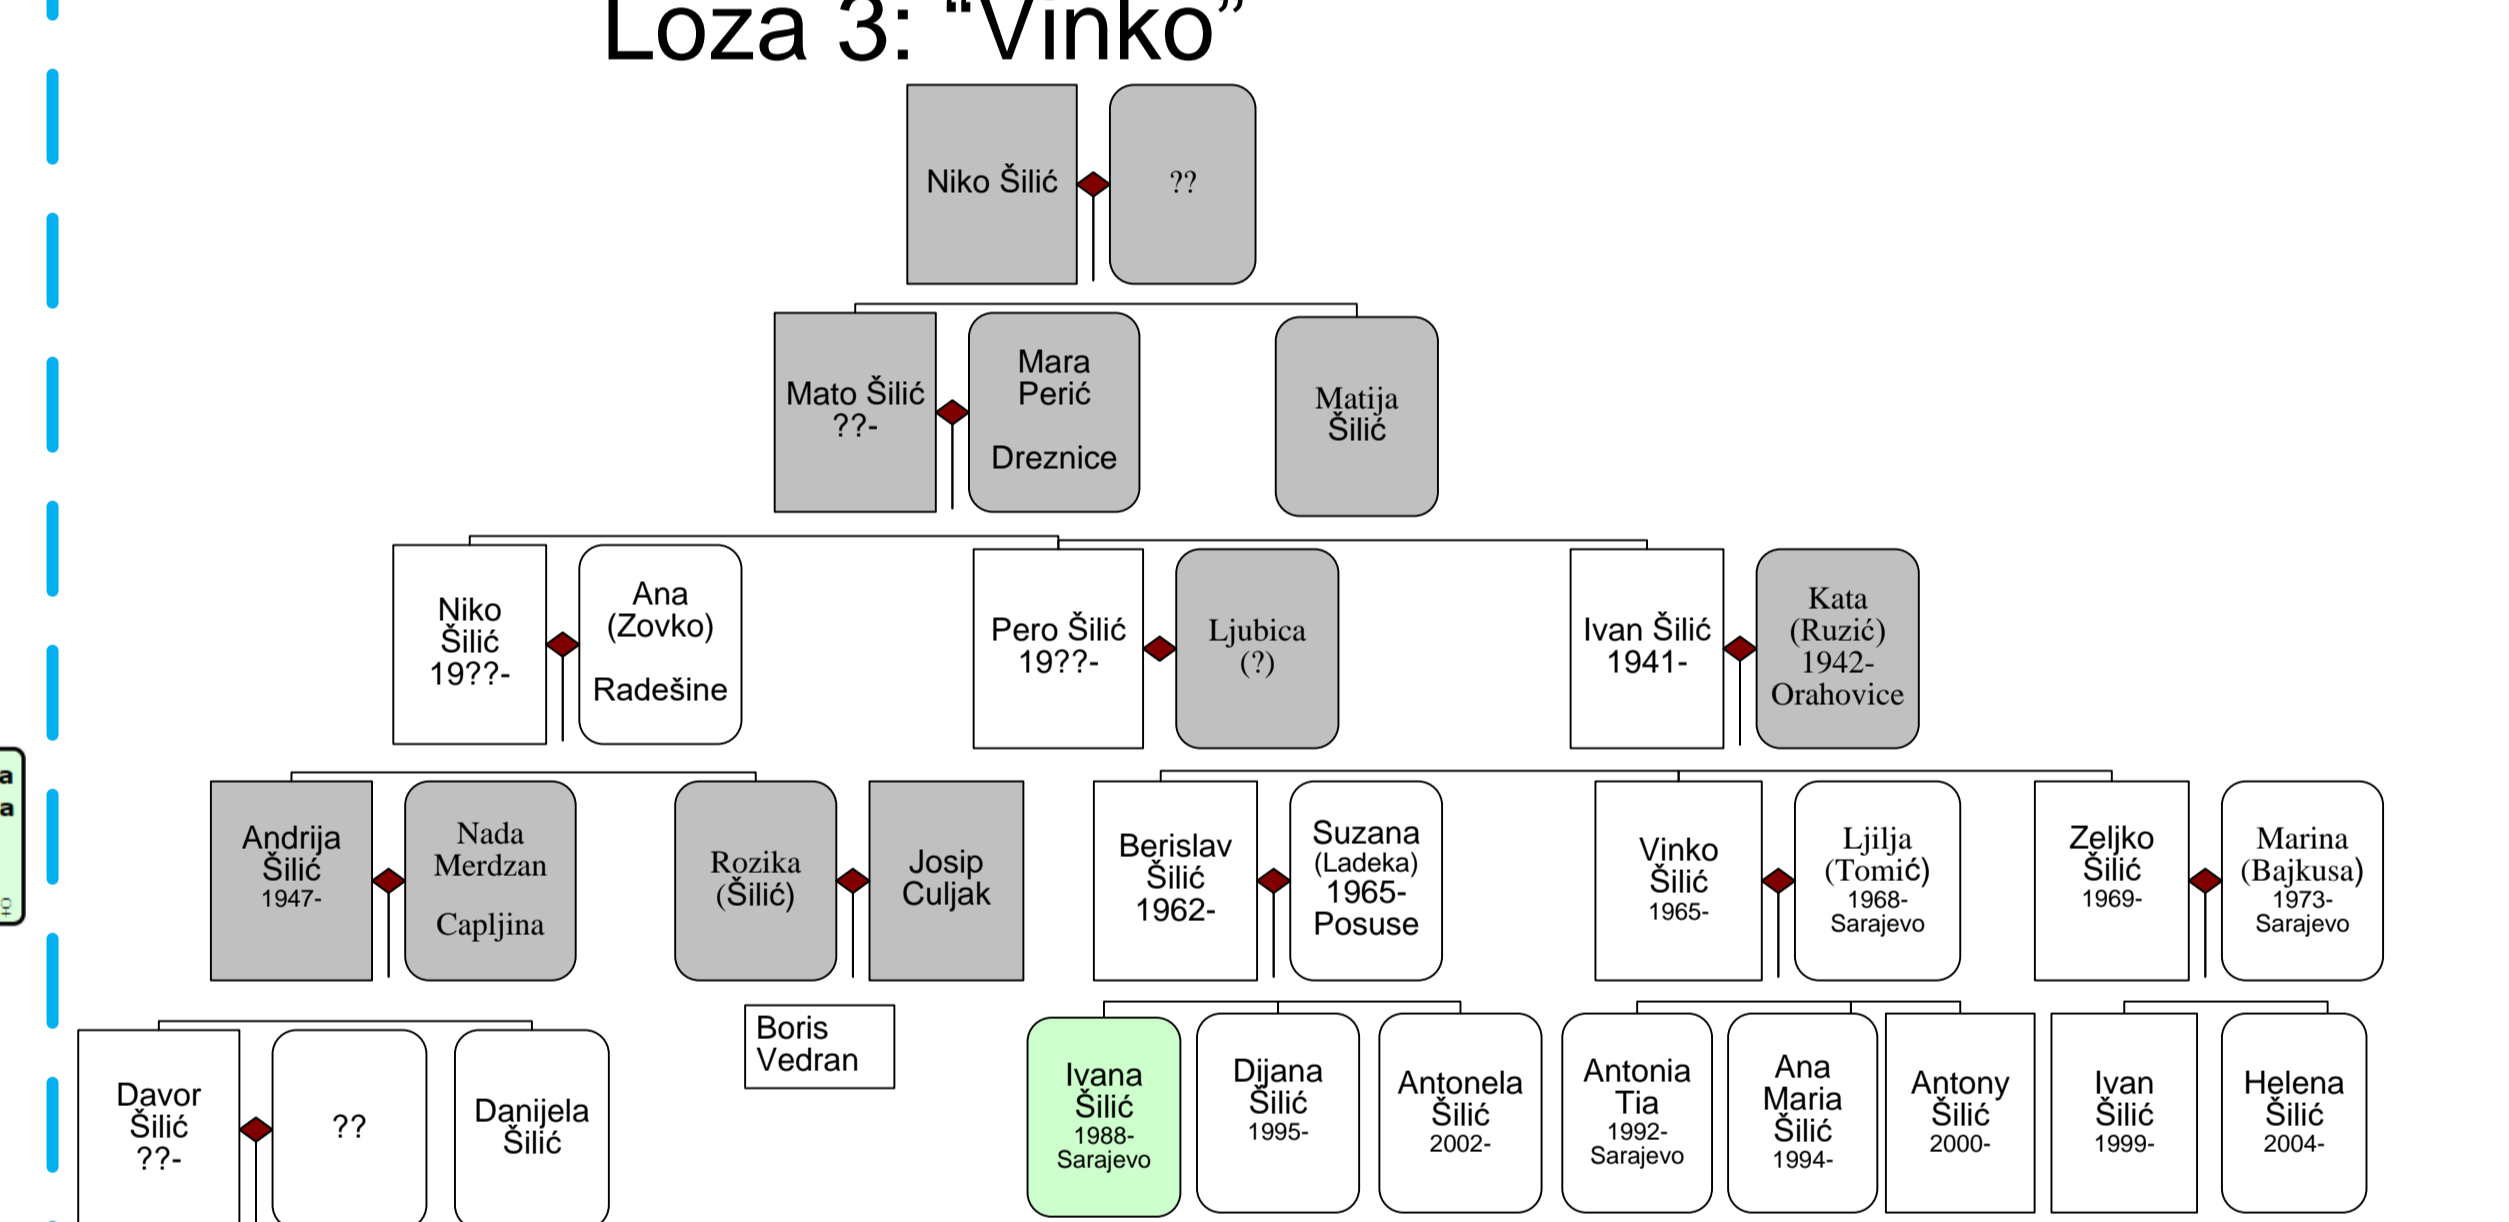 Loza 3: “Vinko”
Niko Šilić
??
Mato Šilić
??-
Mara
Perić
Dreznice
Matija
Šilić
Niko
Šilić
19??-
Ana
(Zovko)
Radešine
Pero Šilić
19??-
Ljubica
(?)
Ivan Šilić
1941-
Kata
(Ruzić)
1942-
Orahovice
a
a
♀
Andrija
Šilić
1947-
Nada
Merdzan
Capljina
Rozika
(Šilić)
Josip
Culjak
Berislav
Šilić
1962-
Suzana
(Ladeka)
1965-
Posuse
Vinko
Šilić
1965-
Ljilja
(Tomić)
1968-
Sarajevo
Zeljko
Šilić
1969-
Marina
(Bajkusa)
1973-
Sarajevo
Boris
Vedran
Davor
Šilić
??-
??
Danijela
Šilić
Ivana
Šilić
1988-
Sarajevo
Dijana
Šilić
1995-
Antonela
Šilić
2002-
Antonia
Tia
1992-
Sarajevo
Ana
Maria
Šilić
1994-
Antony
Šilić
2000-
Ivan
Šilić
1999-
Helena
Šilić
2004-